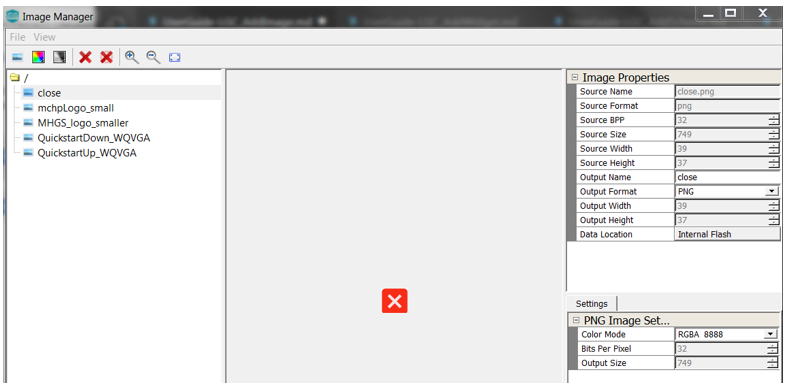 Image Manager
File View
/
close
mchpLogo_small
MHGS_logo_smaller
QuickstartDown_WQVGA
QuickstartUp_WQVGA
Image Properties
Source Name close.png
Source Format png
Source BPP 32
Source Size 749
Source Width 39
Source Height 37
Output Name close
Output Format PNG
Output Width 39
Output Height 37
Data Location Internal Flash
Settings
PNG Image Set...
Color Mode RGBA 8888
Bits Per Pixel 32
Output Size 749